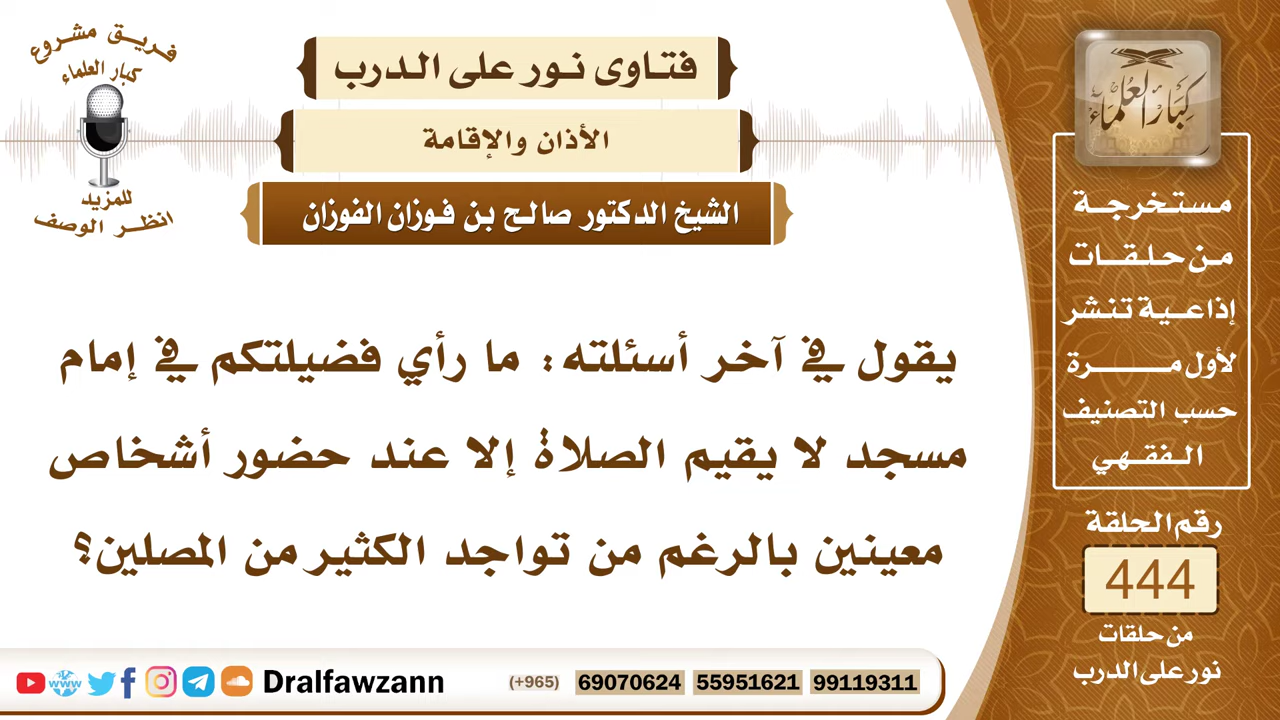 فريق مشروع
كبار العلماء
للمزيد
انظر الوصف
فتاوى نور على الدرب
الأذان والإقامة
الشيخ الدكتور صالح بن فوزان الفوزان
يقول في آخر أسئلته: ما رأي فضيلتكم في إمام
مسجد لا يقيم الصلاة إلا عند حضور أشخاص
معينين بالرغم من تواجد الكثير من المصلين؟
كبار العلماء
مستخرجة
من حلقات
إذاعية تنشر
لأول مرة
حسب التصنيف
الفقهي
رقم الحلقة
444
من حلقات
نور على الدرب
www
Dralfawzann
(+965) 69070624 55951621 99119311